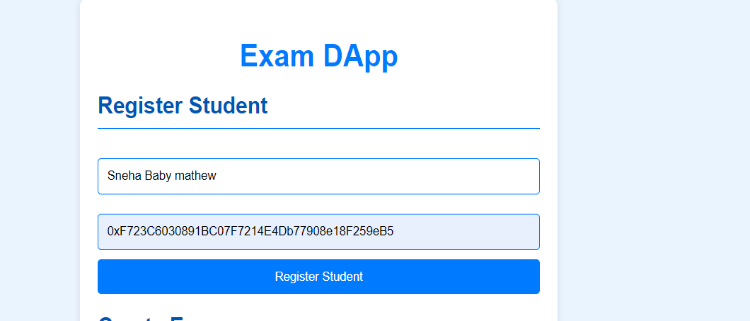 Exam DApp
Register Student
Sneha Baby mathew
0xF723C6030891BC07F7214E4Db77908e18F259eB5
Register Student